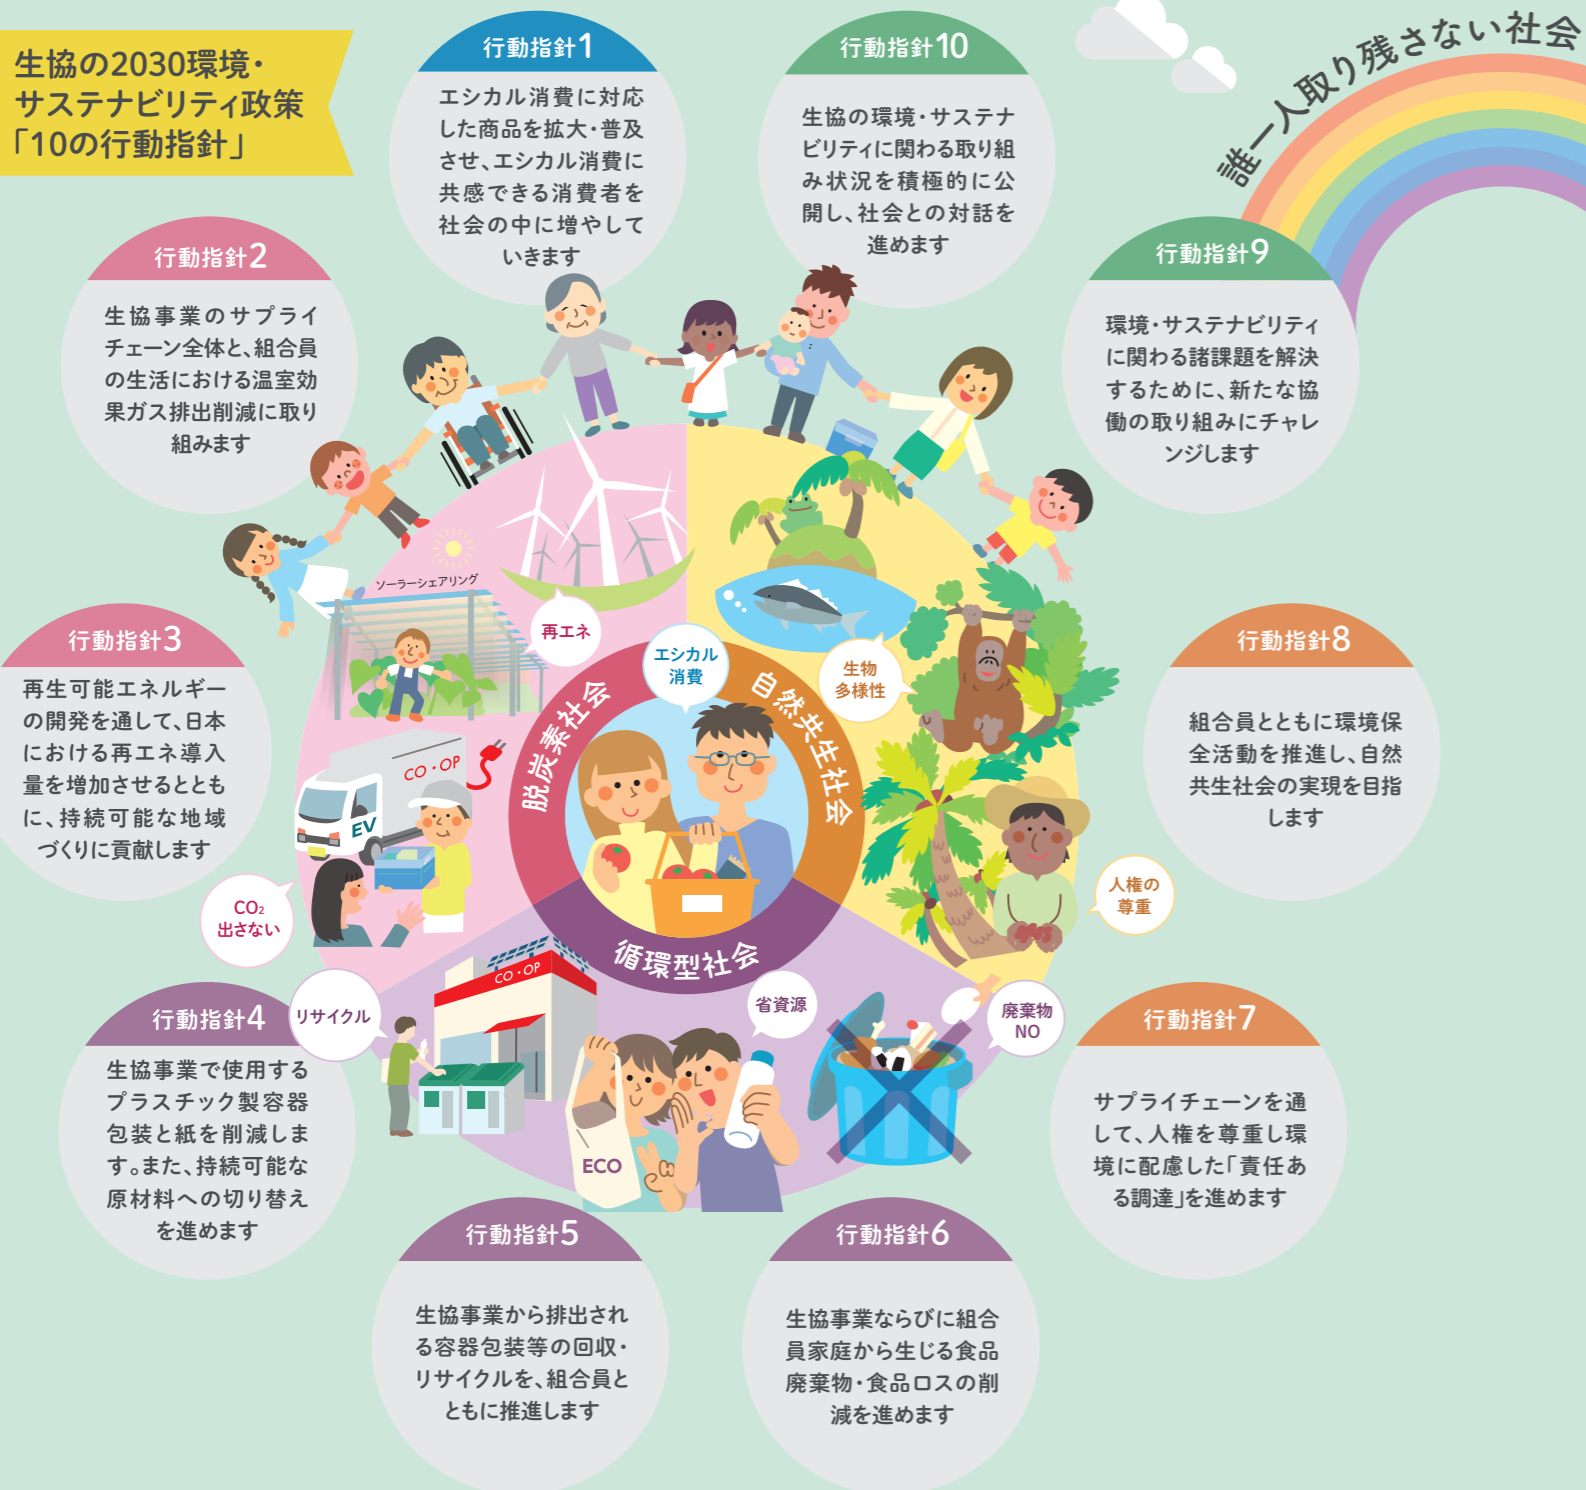 生協の2030環境・
サステナビリティ政策
「10の行動指針」
誰一人取り残さない社会
行動指針1
エシカル消費に対応
した商品を拡大・普及
させ、エシカル消費に
共感できる消費者を
社会の中に増やして
いきます
行動指針10
生協の環境・サステナ
ビリティに関わる取り組
み状況を積極的に公
開し、社会との対話を
進めます
行動指針2
生協事業のサプライ
チェーン全体と、組合員
の生活における温室効
果ガス排出削減に取り
組みます
行動指針9
環境・サステナビリティ
に関わる諸課題を解決
するために、新たな協
働の取り組みにチャレ
ンジします
行動指針3
再生可能エネルギー
の開発を通して、日本
における再エネ導入
量を増加させるととも
に、持続可能な地域
づくりに貢献します
行動指針8
組合員とともに環境保
全活動を推進し、自然
共生社会の実現を目指
します
ソーラーシェアリング
再エネ
エシカル
消費
生物
多様性
脱炭素社会
自然共生社会
循環型社会
CO・OP
EV
CO2
出さない
人権の
尊重
リサイクル
CO・OP
省資源
廃棄物
NO
ECO
行動指針4
生協事業で使用する
プラスチック製容器
包装と紙を削減しま
す。また、持続可能な
原材料への切り替え
を進めます
行動指針7
サプライチェーンを通
して、人権を尊重し環
境に配慮した「責任あ
る調達」を進めます
行動指針5
生協事業から排出され
る容器包装等の回収・
リサイクルを、組合員と
ともに推進します
行動指針6
生協事業ならびに組合
員家庭から生じる食品
廃棄物・食品ロスの削
減を進めます